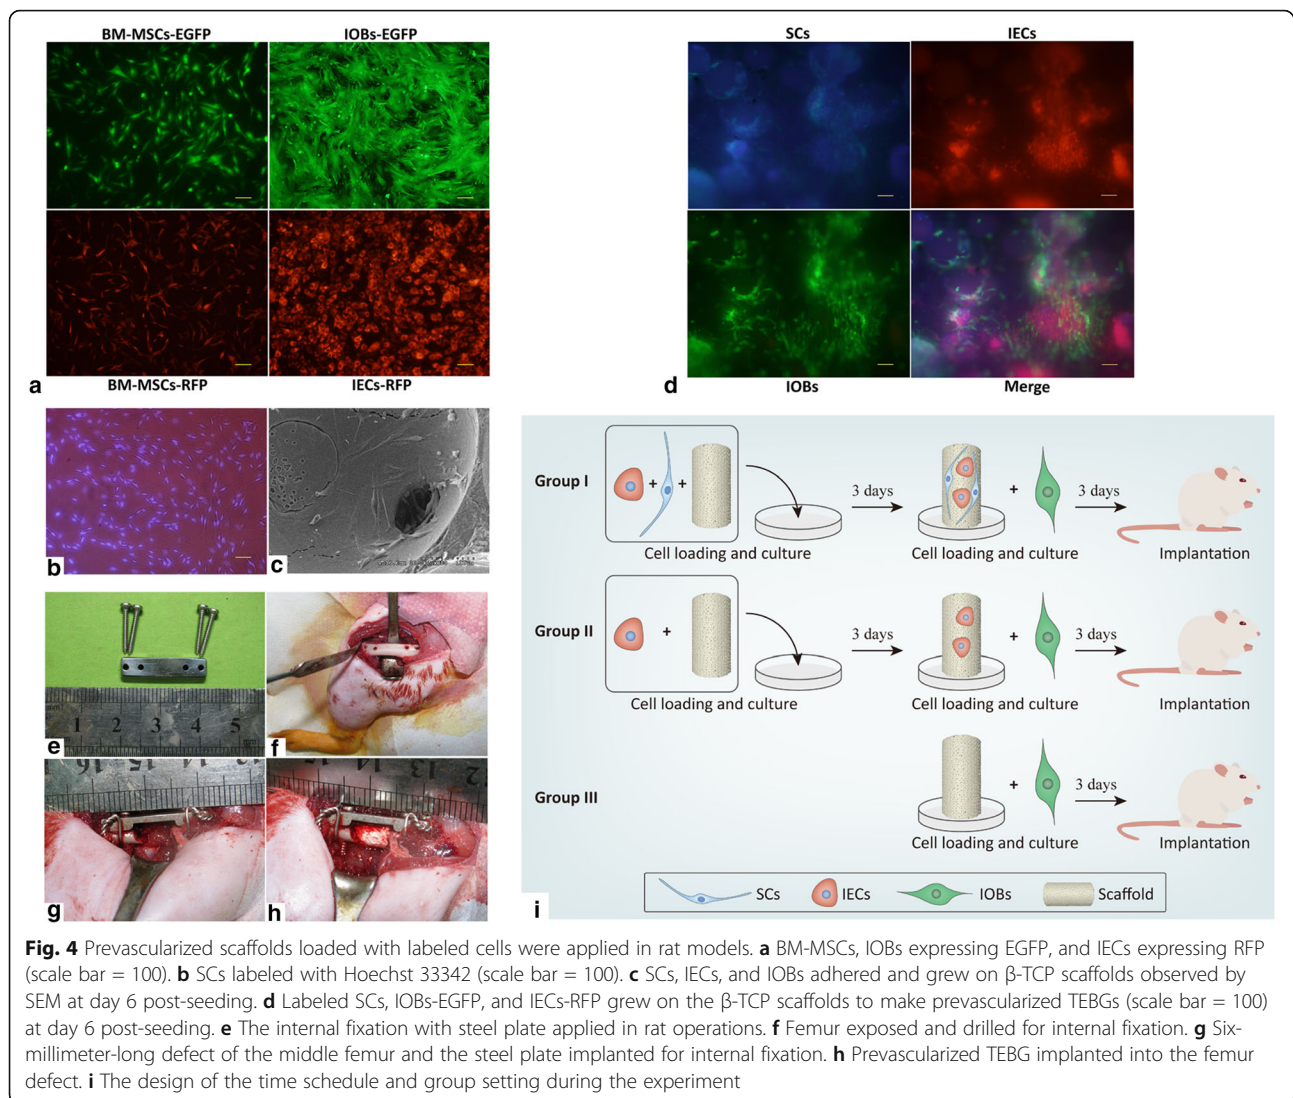 BM-MSCs-EGFP
IOBs-EGFP
BM-MSCs-RFP
IECs-RFP
a
SCs
IECs
IOBs
Merge
d
b
c
e
1 2 3 4 5
f
g
h
Group I
+ +
3 days
+
3 days
Cell loading and culture
Cell loading and culture
Implantation
Group II
+
3 days
+
3 days
Cell loading and culture
Cell loading and culture
Implantation
Group III
+
3 days
Cell loading and culture
Implantation
SCs
IECs
IOBs
Scaffold
i
Fig. 4 Prevascularized scaffolds loaded with labeled cells were applied in rat models. a BM-MSCs, IOBs expressing EGFP, and IECs expressing RFP
(scale bar = 100). b SCs labeled with Hoechst 33342 (scale bar = 100). c SCs, IECs, and IOBs adhered and grew on β-TCP scaffolds observed by
SEM at day 6 post-seeding. d Labeled SCs, IOBs-EGFP, and IECs-RFP grew on the β-TCP scaffolds to make prevascularized TEBGs (scale bar = 100)
at day 6 post-seeding. e The internal fixation with steel plate applied in rat operations. f Femur exposed and drilled for internal fixation. g Six-
millimeter-long defect of the middle femur and the steel plate implanted for internal fixation. h Prevascularized TEBG implanted into the femur
defect. i The design of the time schedule and group setting during the experiment